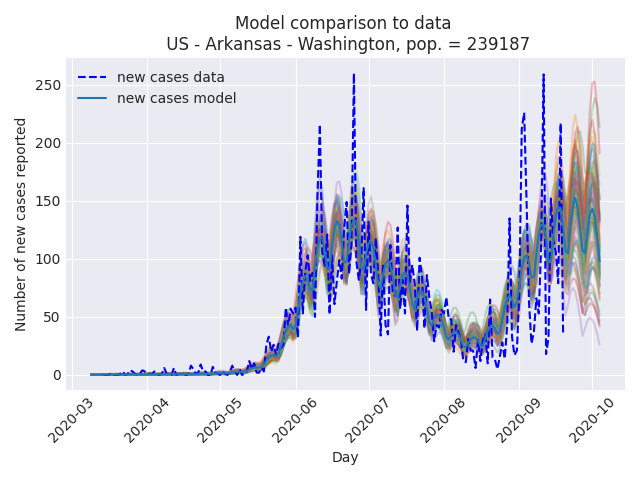 Model comparison to data
US - Arkansas - Washington, pop. = 239187
new cases data
new cases model
Number of new cases reported
250
200
150
100
50
0
2020-03
2020-04
2020-05
2020-06
2020-07
2020-08
2020-09
2020-10
Day